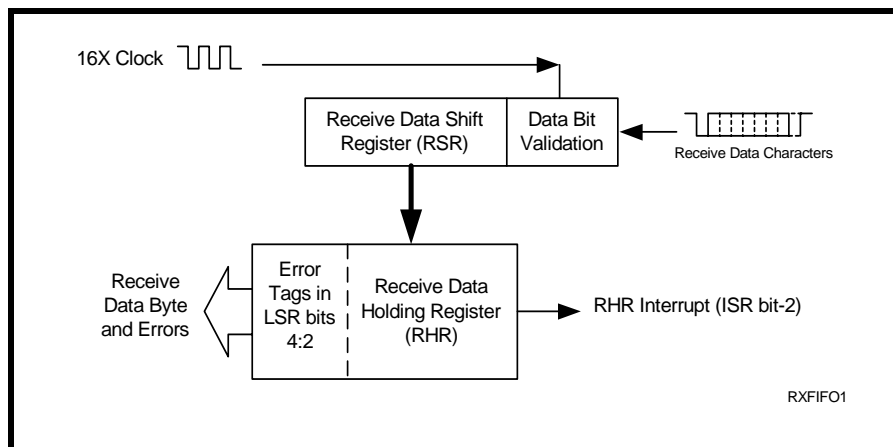 16X Clock
Receive Data Shift
Register (RSR)
Data Bit
Validation
Receive Data Characters
Receive
Data Byte
and Errors
Error
Tags in
LSR bits
4:2
Receive Data
Holding Register
(RHR)
RHR Interrupt (ISR bit-2)
RXFIFO1